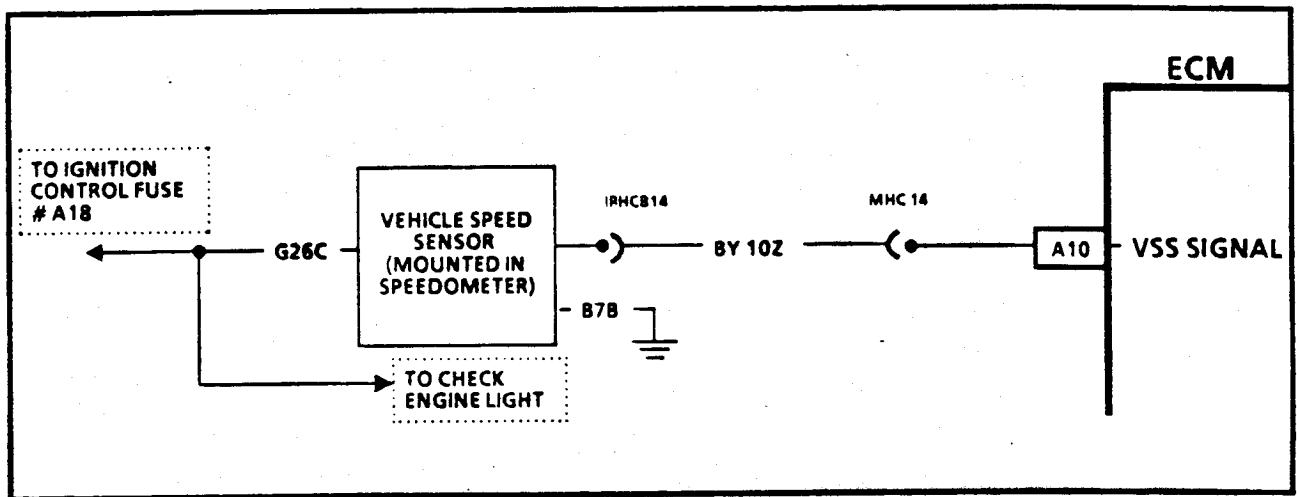 ECM
TO IGNITION
CONTROL FUSE
# A18
G26C
VEHICLE SPEED
SENSOR
(MOUNTED IN
SPEEDOMETER)
IPHCB14
BY 10Z
MHC 14
A10
VSS SIGNAL
B7B
TO CHECK
ENGINE LIGHT